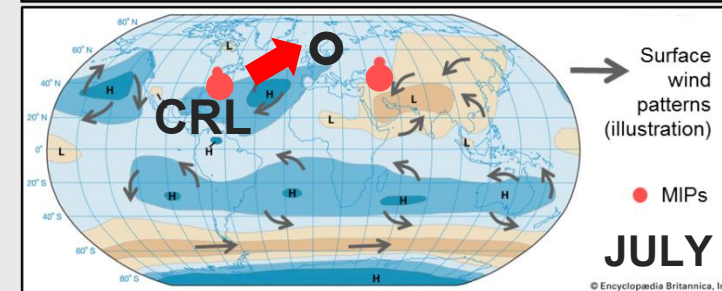 80° N
60° N
40° N
20° N
0°
20° S
40° S
60° S
80° S
L
H
H
L
L
L
L
H
H
H
H
H
H
CRL
Surface
wind
patterns
(illustration)
MIPs
JULY
© Encyclopædia Britannica, In